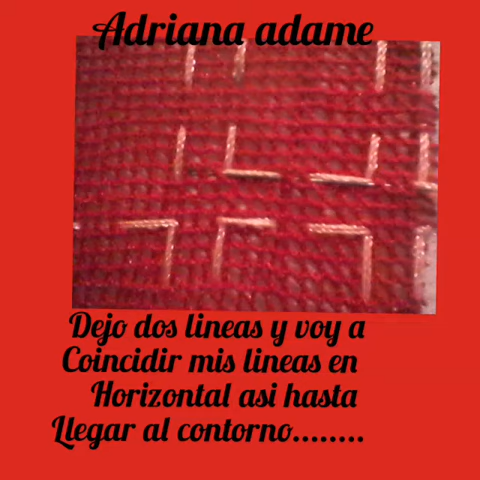 Adriana adame
Dejo dos lineas y voy a
Coincidir mis lineas en
Horizontal asi hasta
Llegar al contorno........